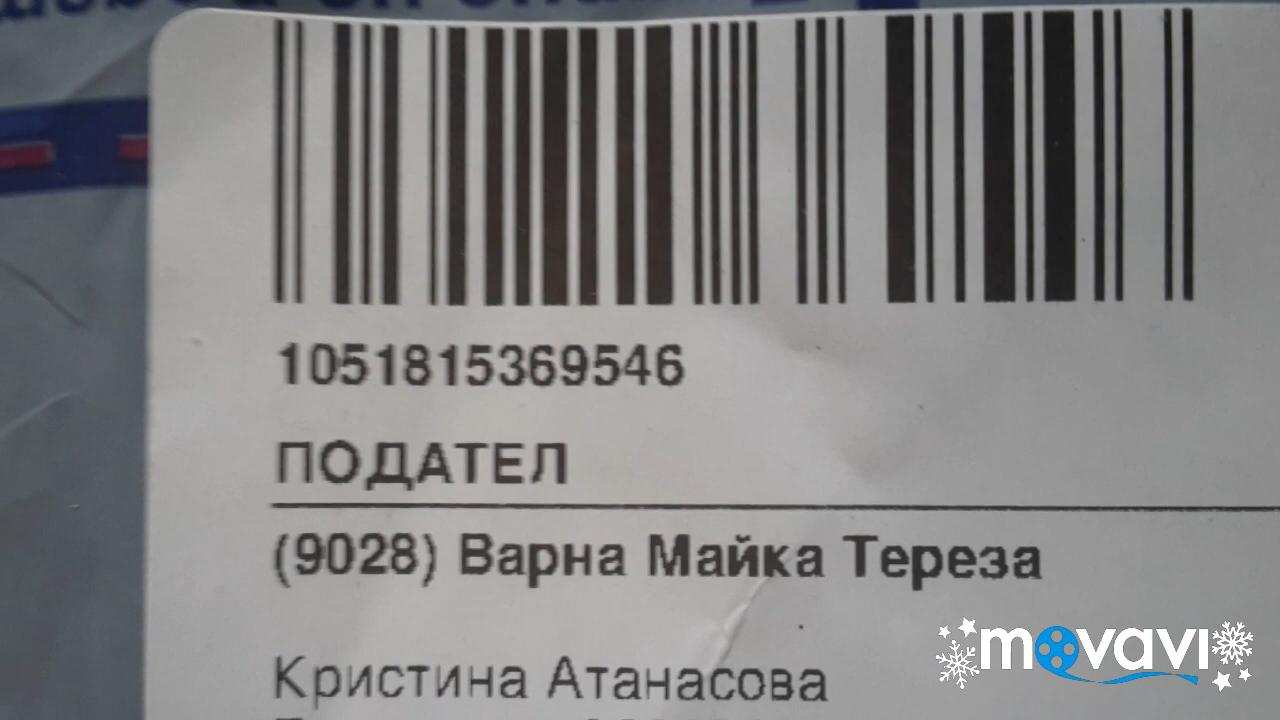 1051815369546
ПОДАТЕЛ
(9028) Варна Майка Тереза
Кристина Атанасова
movavi